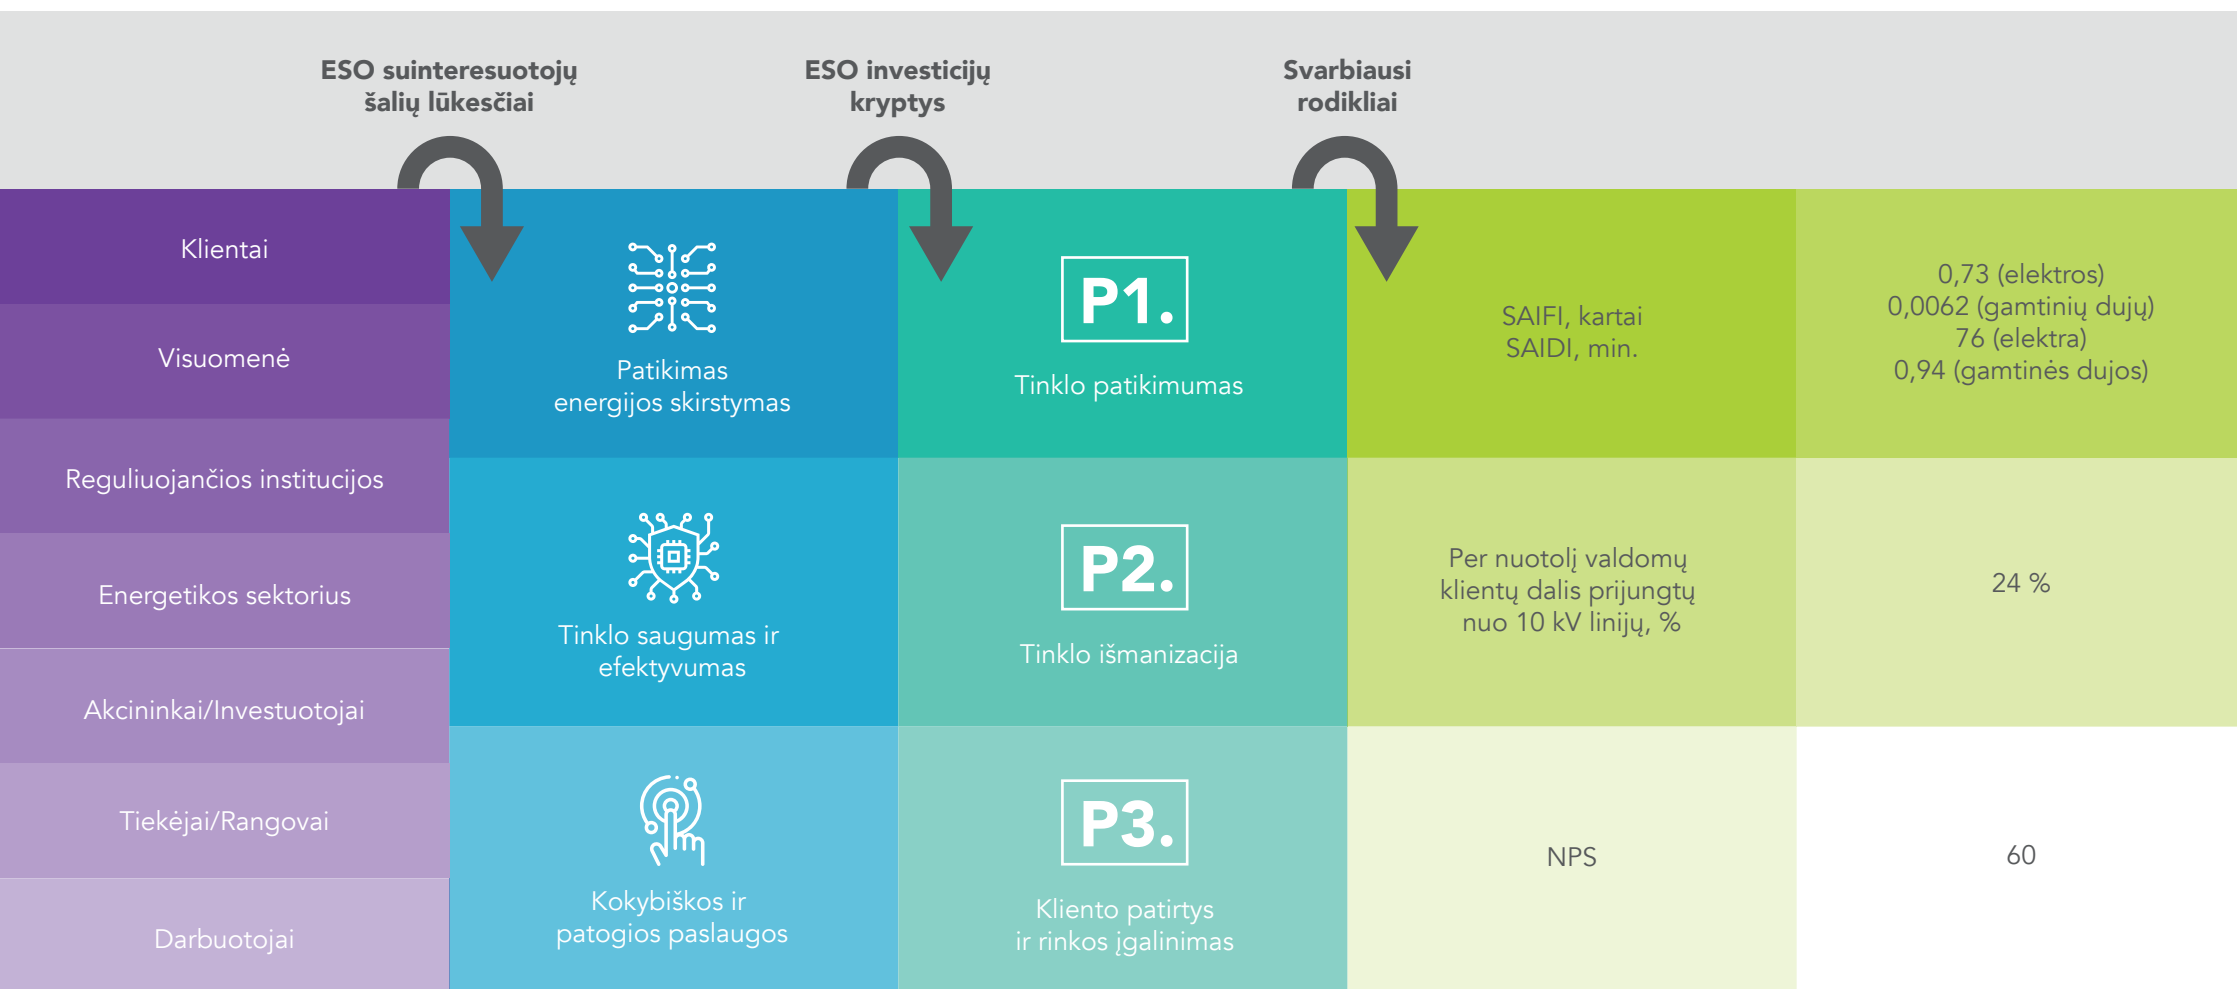 ESO suinteresuotojų
šalių lūkesčiai
ESO investicijų
kryptys
Svarbiausi
rodikliai
Klientai
Visuomenė
Reguliuojančios institucijos
Energetikos sektorius
Akcininkai/Investuotojai
Tiekėjai/Rangovai
Darbuotojai
Patikimas
energijos skirstymas
P1.
Tinklo patikimumas
SAIFI, kartai
SAIDI, min.
0,73 (elektros)
0,0062 (gamtinių dujų)
76 (elektra)
0,94 (gamtinės dujos)
Tinklo saugumas ir
efektyvumas
P2.
Tinklo išmanizacija
Per nuotolį valdomų
klientų dalis prijungtų
nuo 10 kV linijų, %
24 %
Kokybiškos ir
patogios paslaugos
P3.
Kliento patirtys
ir rinkos įgalinimas
NPS
60